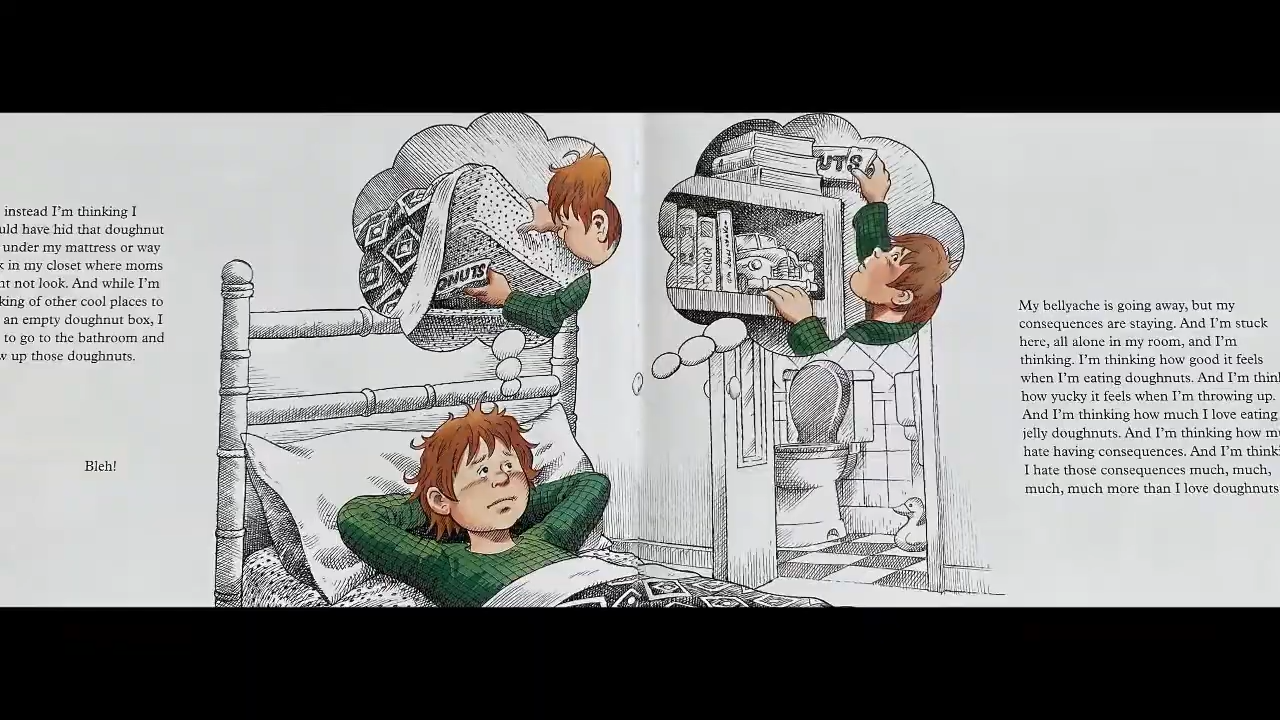 instead I'm thinking I
uld have hid that doughnut
under my mattress or way
k in my closet where moms
ht not look. And while I'm
king of other cool places to
an empty doughnut box, I
to go to the bathroom and
w up those doughnuts.
Bleh!
ONUTS
UTS
My bellyache is going away, but my
consequences are staying. And I'm stuck
here, all alone in my room, and I'm
thinking. I'm thinking how good it feels
when I'm eating doughnuts. And I'm think
how yucky it feels when I'm throwing up.
And I'm thinking how much I love eating
jelly doughnuts. And I'm thinking how mu
hate having consequences. And I'm thinki
I hate those consequences much, much,
much, much more than I love doughnuts